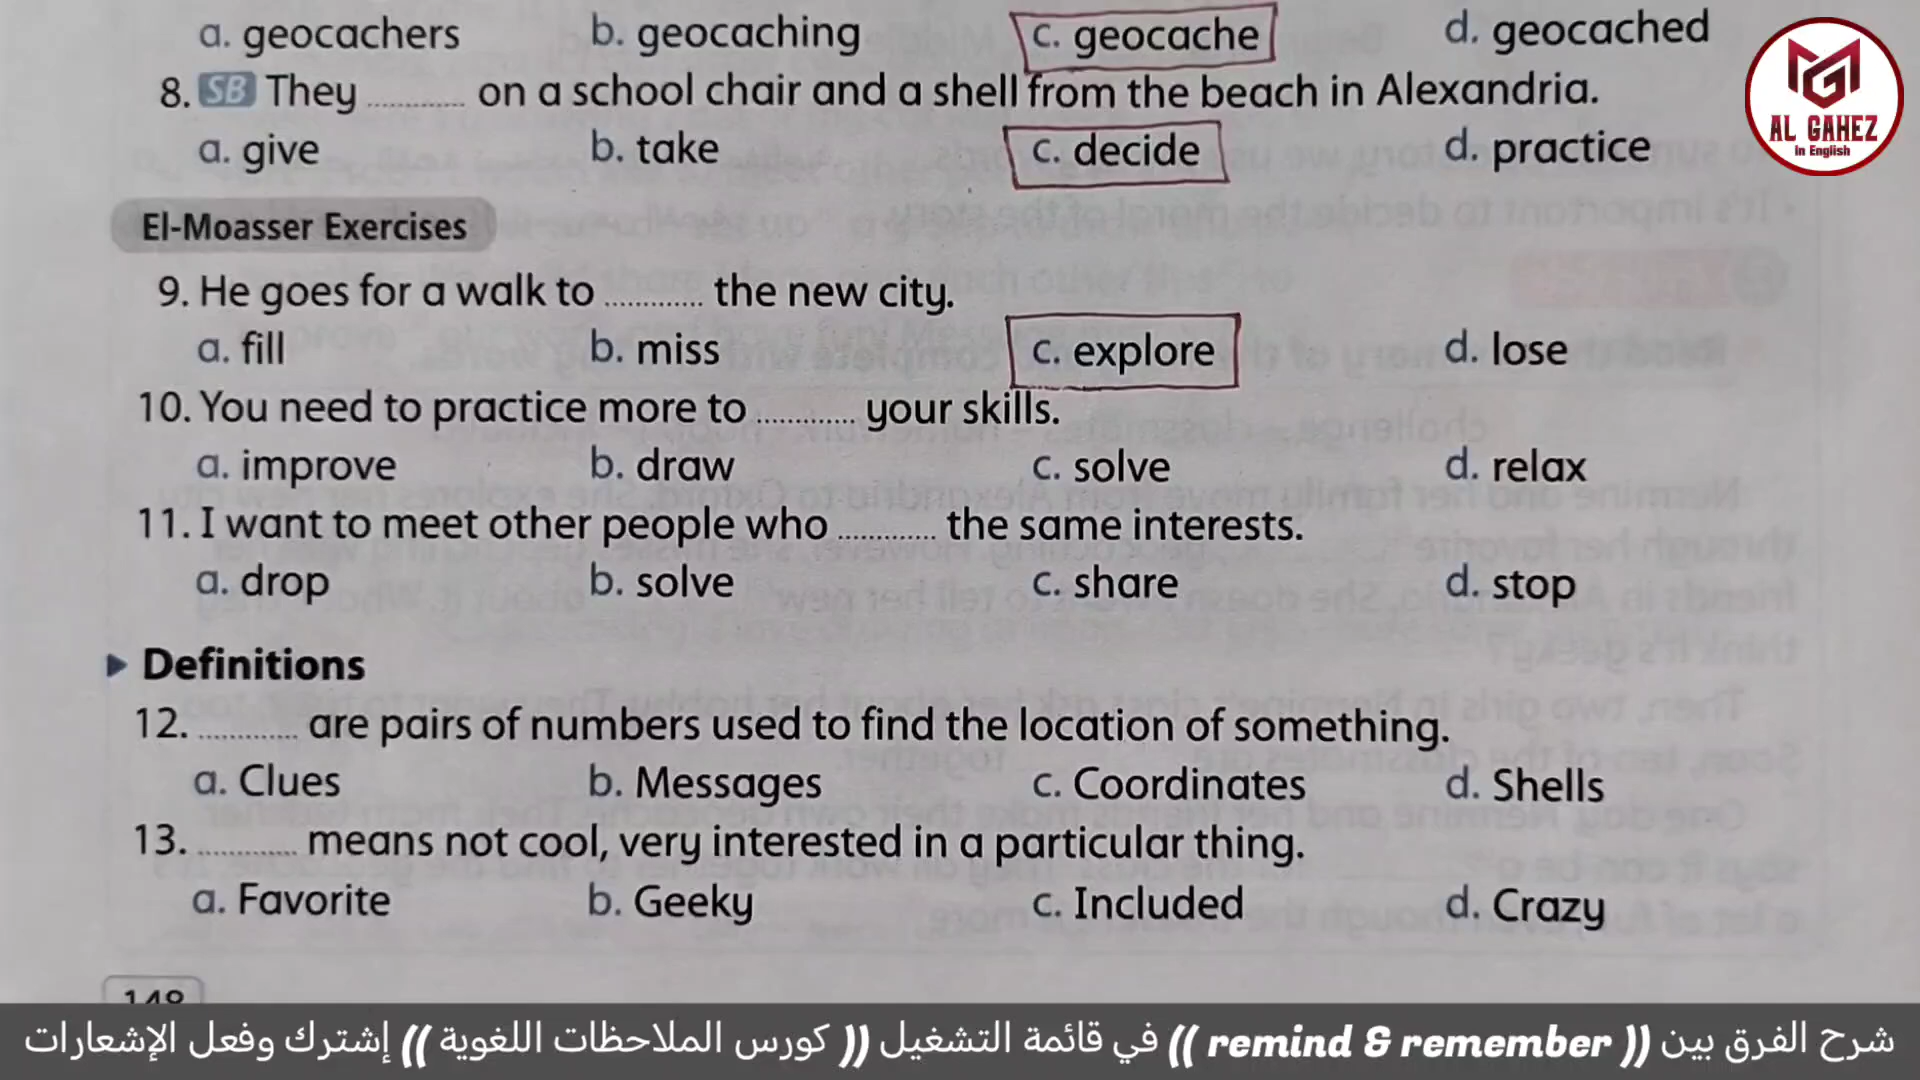 a. geocachers b. geocaching c. geocache d. geocached
8. SB They ............ on a school chair and a shell from the beach in Alexandria.
a. give b. take c. decide d. practice
El-Moasser Exercises
9. He goes for a walk to ............ the new city.
a. fill b. miss c. explore d. lose
10. You need to practice more to ............ your skills.
a. improve b. draw c. solve d. relax
11. I want to meet other people who ............ the same interests.
a. drop b. solve c. share d. stop
Definitions
12. ............ are pairs of numbers used to find the location of something.
a. Clues b. Messages c. Coordinates d. Shells
13. ............ means not cool, very interested in a particular thing.
a. Favorite b. Geeky c. Included d. Crazy
148
AL GAHEZ
in English
شرح الفرق بين (( remind & remember )) في قائمة التشغيل (( كورس الملاحظات اللغوية )) إشترك وفعل الإشعارات